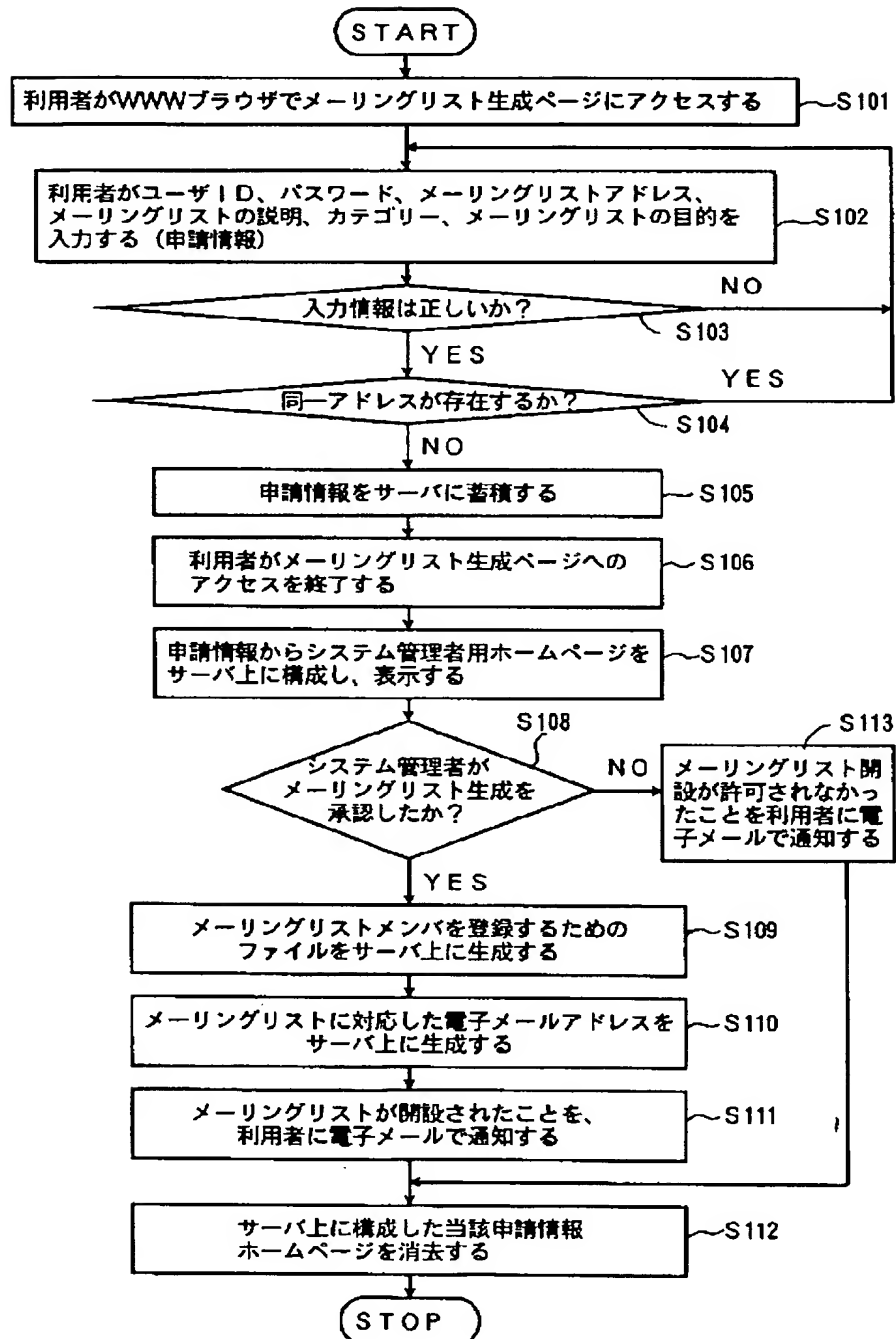 START
利用者がWWWブラウザでメーリングリスト生成ページにアクセスする
S101
利用者がユーザID、パスワード、メーリングリストアドレス、
メーリングリストの説明、カテゴリー、メーリングリストの目的を
入力する(申請情報)
S102
入力情報は正しいか?
NO
S103
YES
同一アドレスが存在するか?
YES
S104
NO
申請情報をサーバに蓄積する
S105
利用者がメーリングリスト生成ページへの
アクセスを終了する
S106
申請情報からシステム管理者用ホームページを
サーバ上に構成し、表示する
S107
S108
システム管理者が
メーリングリスト生成を
承認したか?
NO
S113
メーリングリスト開
設が許可されなかっ
たことを利用者に電
子メールで通知する
YES
メーリングリストメンバを登録するための
ファイルをサーバ上に生成する
S109
メーリングリストに対応した電子メールアドレスを
サーバ上に生成する
S110
メーリングリストが開設されたことを、
利用者に電子メールで通知する
S111
サーバ上に構成した当該申請情報
ホームページを消去する
S112
STOP